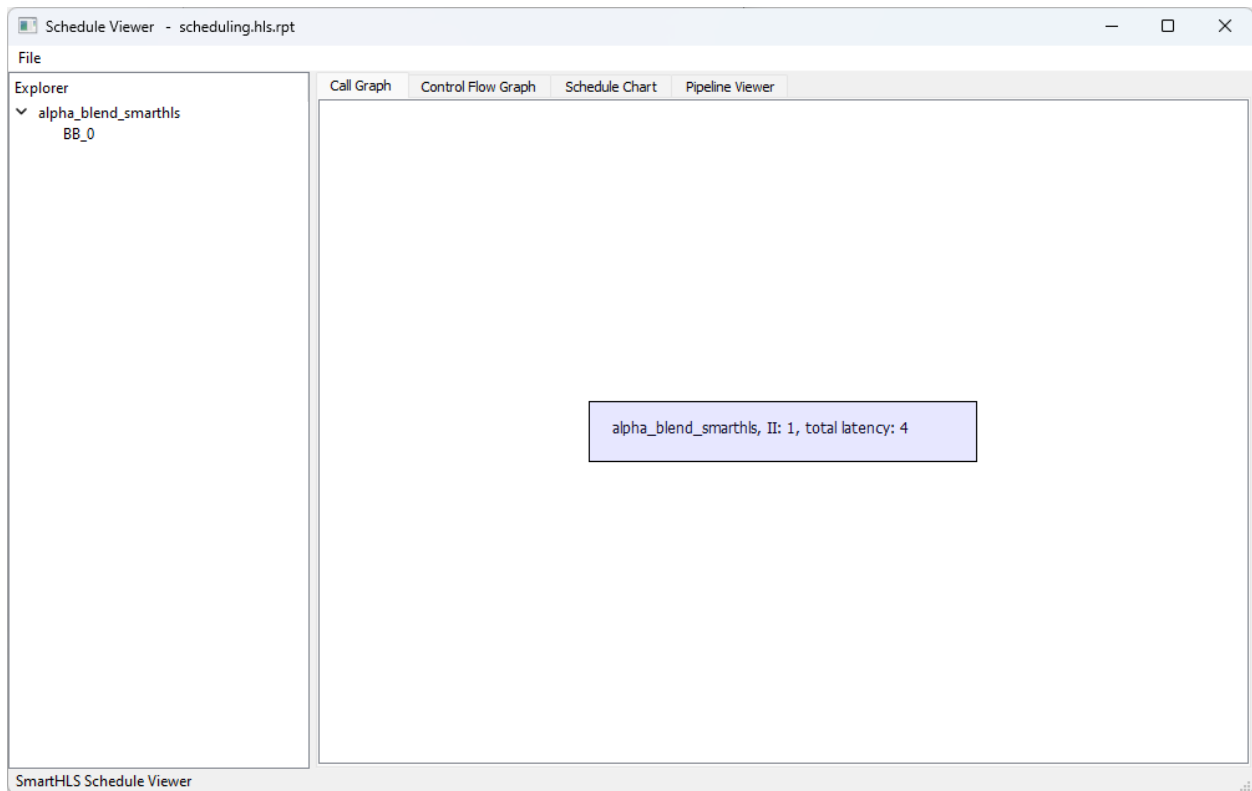 Schedule Viewer - scheduling.hls.rpt
File
Explorer
alpha_blend_smarthls
BB_0
Call Graph Control Flow Graph Schedule Chart Pipeline Viewer
alpha_blend_smarthls, II: 1, total latency: 4
SmartHLS Schedule Viewer